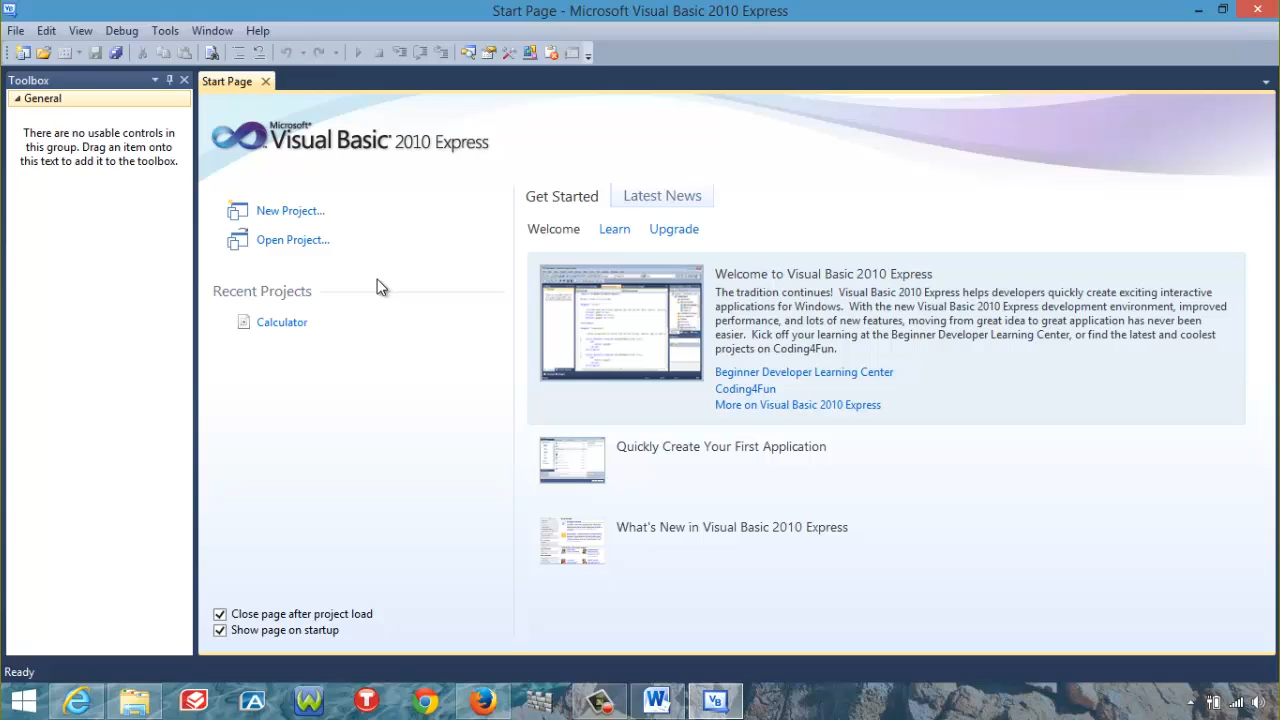 Start Page - Microsoft Visual Basic 2010 Express
File Edit View Debug Tools Window Help
Toolbox
Start Page
General
There are no usable controls in
this group. Drag an item onto
this text to add it to the toolbox.
Microsoft®
Visual Basic® 2010 Express
New Project...
Open Project...
Recent Projects
Calculator
Close page after project load
Show page on startup
Get Started
Latest News
Welcome Learn Upgrade
Welcome to Visual Basic 2010 Express
The tradition continues! Visual Basic 2010 Express helps developers quickly create exciting interactive
applications for Windows. With the new Visual Basic 2010 Express development environment, improved
performance, and lots of new features, moving from great idea to great application has never been
easier. Kick off your learning at the Beginner Developer Learning Center, or find the latest and coolest
projects on Coding4Fun.
Beginner Developer Learning Center
Coding4Fun
More on Visual Basic 2010 Express
Quickly Create Your First Application
What's New in Visual Basic 2010 Express
Ready